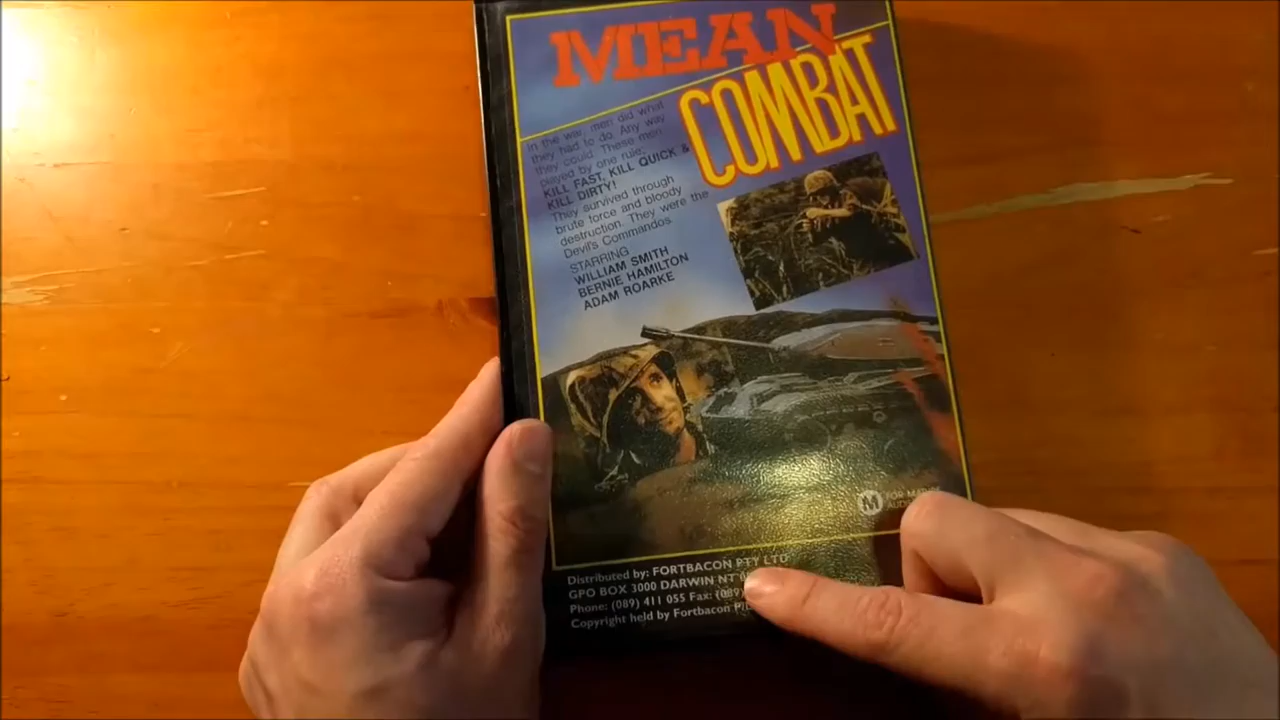 MEAN
COMBAT
In the war, men did what
they had to do. Any way
they could. These men
played by one rule;
KILL FAST, KILL QUICK &
KILL DIRTY!
They survived through
brute force and bloody
destruction. They were the
Devil's Commandos.
STARRING
WILLIAM SMITH
BERNIE HAMILTON
ADAM ROARKE
M FOR MATURE
Distributed by: FORTBACON PTY LTD
GPO BOX 3000 DARWIN NT
Phone: (089) 411 055 Fax: (089)
Copyright held by Fortbacon